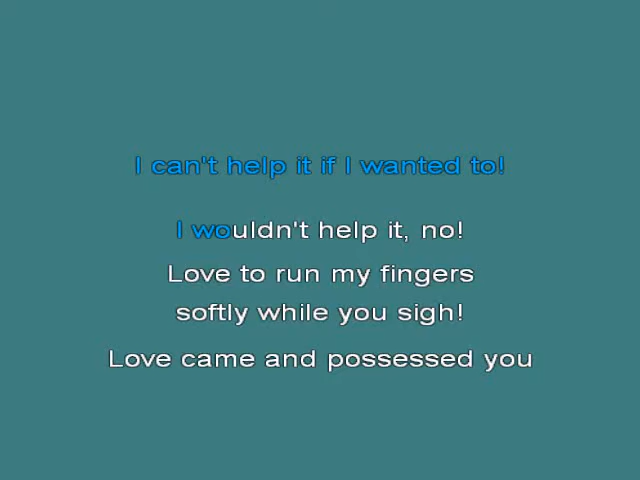 I can't help it if I wanted to!
I wouldn't help it, no!
Love to run my fingers
softly while you sigh!
Love came and possessed you